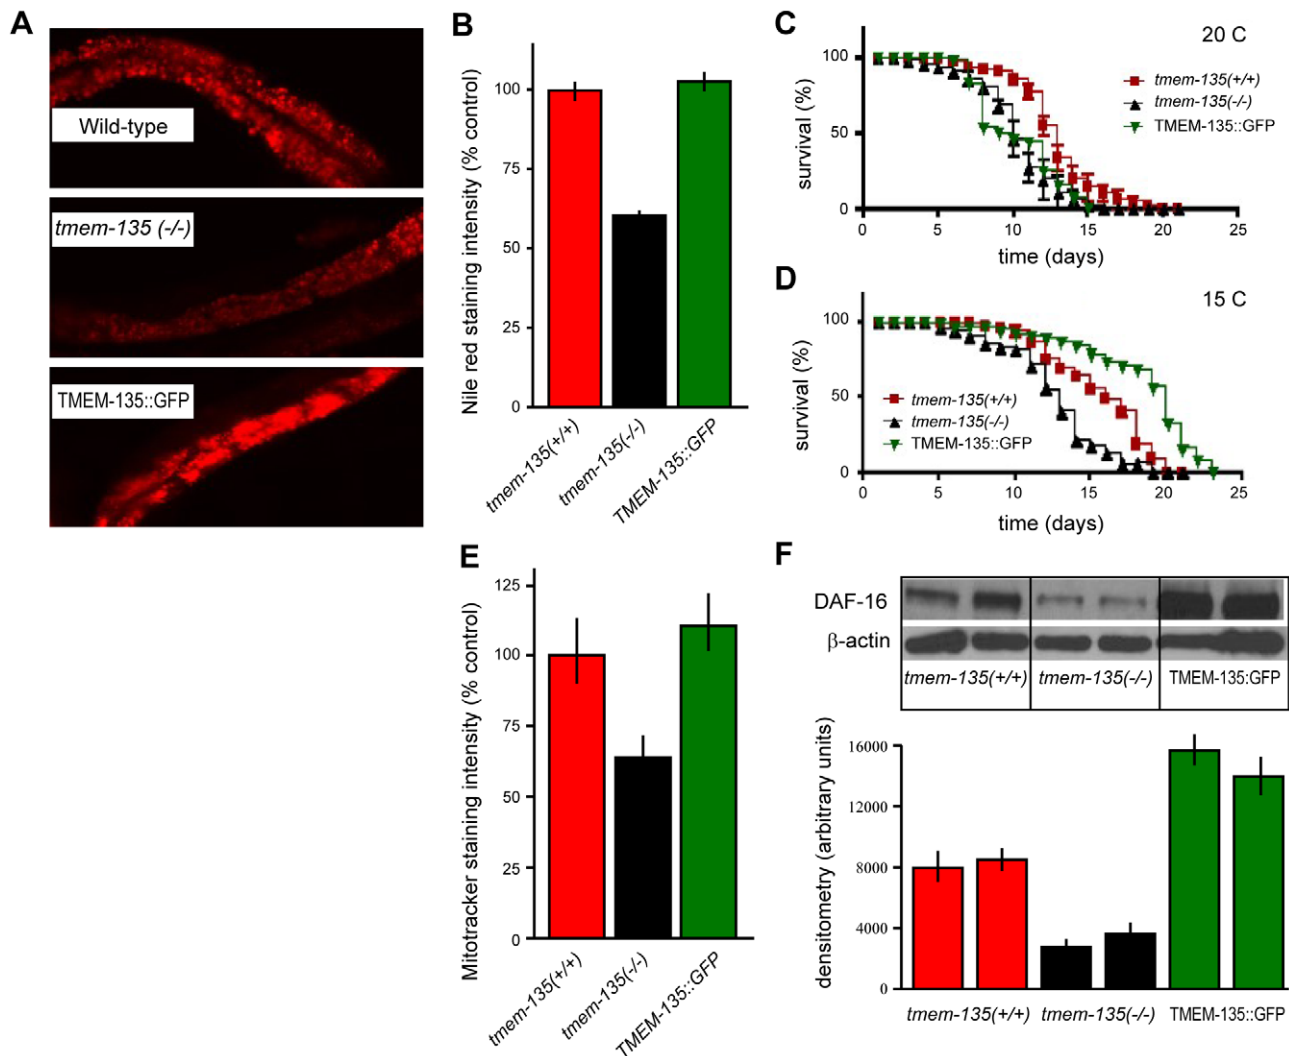 A
Wild-type
tmem-135 (-/-)
TMEM-135::GFP
B
Nile red staining intensity (% control)
100
75
50
25
0
tmem-135(+/+)
tmem-135(-/-)
TMEM-135::GFP
C
20 C
survival (%)
100
50
0
tmem-135(+/+)
tmem-135(-/-)
TMEM-135::GFP
0
5
10
15
20
25
time (days)
D
15 C
survival (%)
100
50
0
tmem-135(+/+)
tmem-135(-/-)
TMEM-135::GFP
0
5
10
15
20
25
time (days)
E
Mitotracker staining intensity (% control)
125
100
75
50
25
0
tmem-135(+/+)
tmem-135(-/-)
TMEM-135::GFP
F
DAF-16
β-actin
tmem-135(+/+) tmem-135(-/-) TMEM-135:GFP
densitometry (arbitrary units)
16000
12000
8000
4000
0
tmem-135(+/+) tmem-135(-/-) TMEM-135::GFP